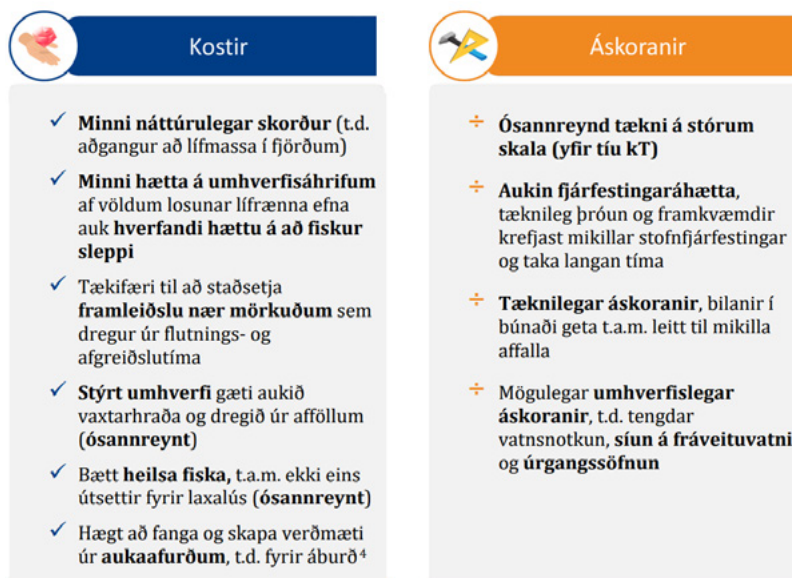 Kostir
✓ Minni náttúrulegar skorður (t.d.
aðgangur að lífmassa í fjörðum)
✓ Minni hætta á umhverfisáhrifum
af völdum losunar lífrænna efna
auk hverfandi hættu á að fiskur
sleppi
✓ Tækifæri til að staðsetja
framleiðslu nær mörkuðum sem
dregur úr flutnings- og
afgreiðslutíma
✓ Stýrt umhverfi gæti aukið
vaxtarhraða og dregið úr afföllum
(ósannreynt)
✓ Bætt heilsa fiska, t.a.m. ekki eins
útsettir fyrir laxalús (ósannreynt)
✓ Hægt að fanga og skapa verðmæti
úr aukaafurðum, t.d. fyrir áburð⁴
Áskoranir
÷ Ósannreynd tækni á stórum
skala (yfir tíu kT)
÷ Aukin fjárfestingaráhætta,
tæknileg þróun og framkvæmdir
krefjast mikillar stofnfjárfestingar
og taka langan tíma
÷ Tæknilegar áskoranir, bilanir í
búnaði geta t.a.m. leitt til mikilla
affalla
÷ Mögulegar umhverfislegar
áskoranir, t.d. tengdar
vatnsnotkun, síun á fráveituvatni
og úrgangssöfnun